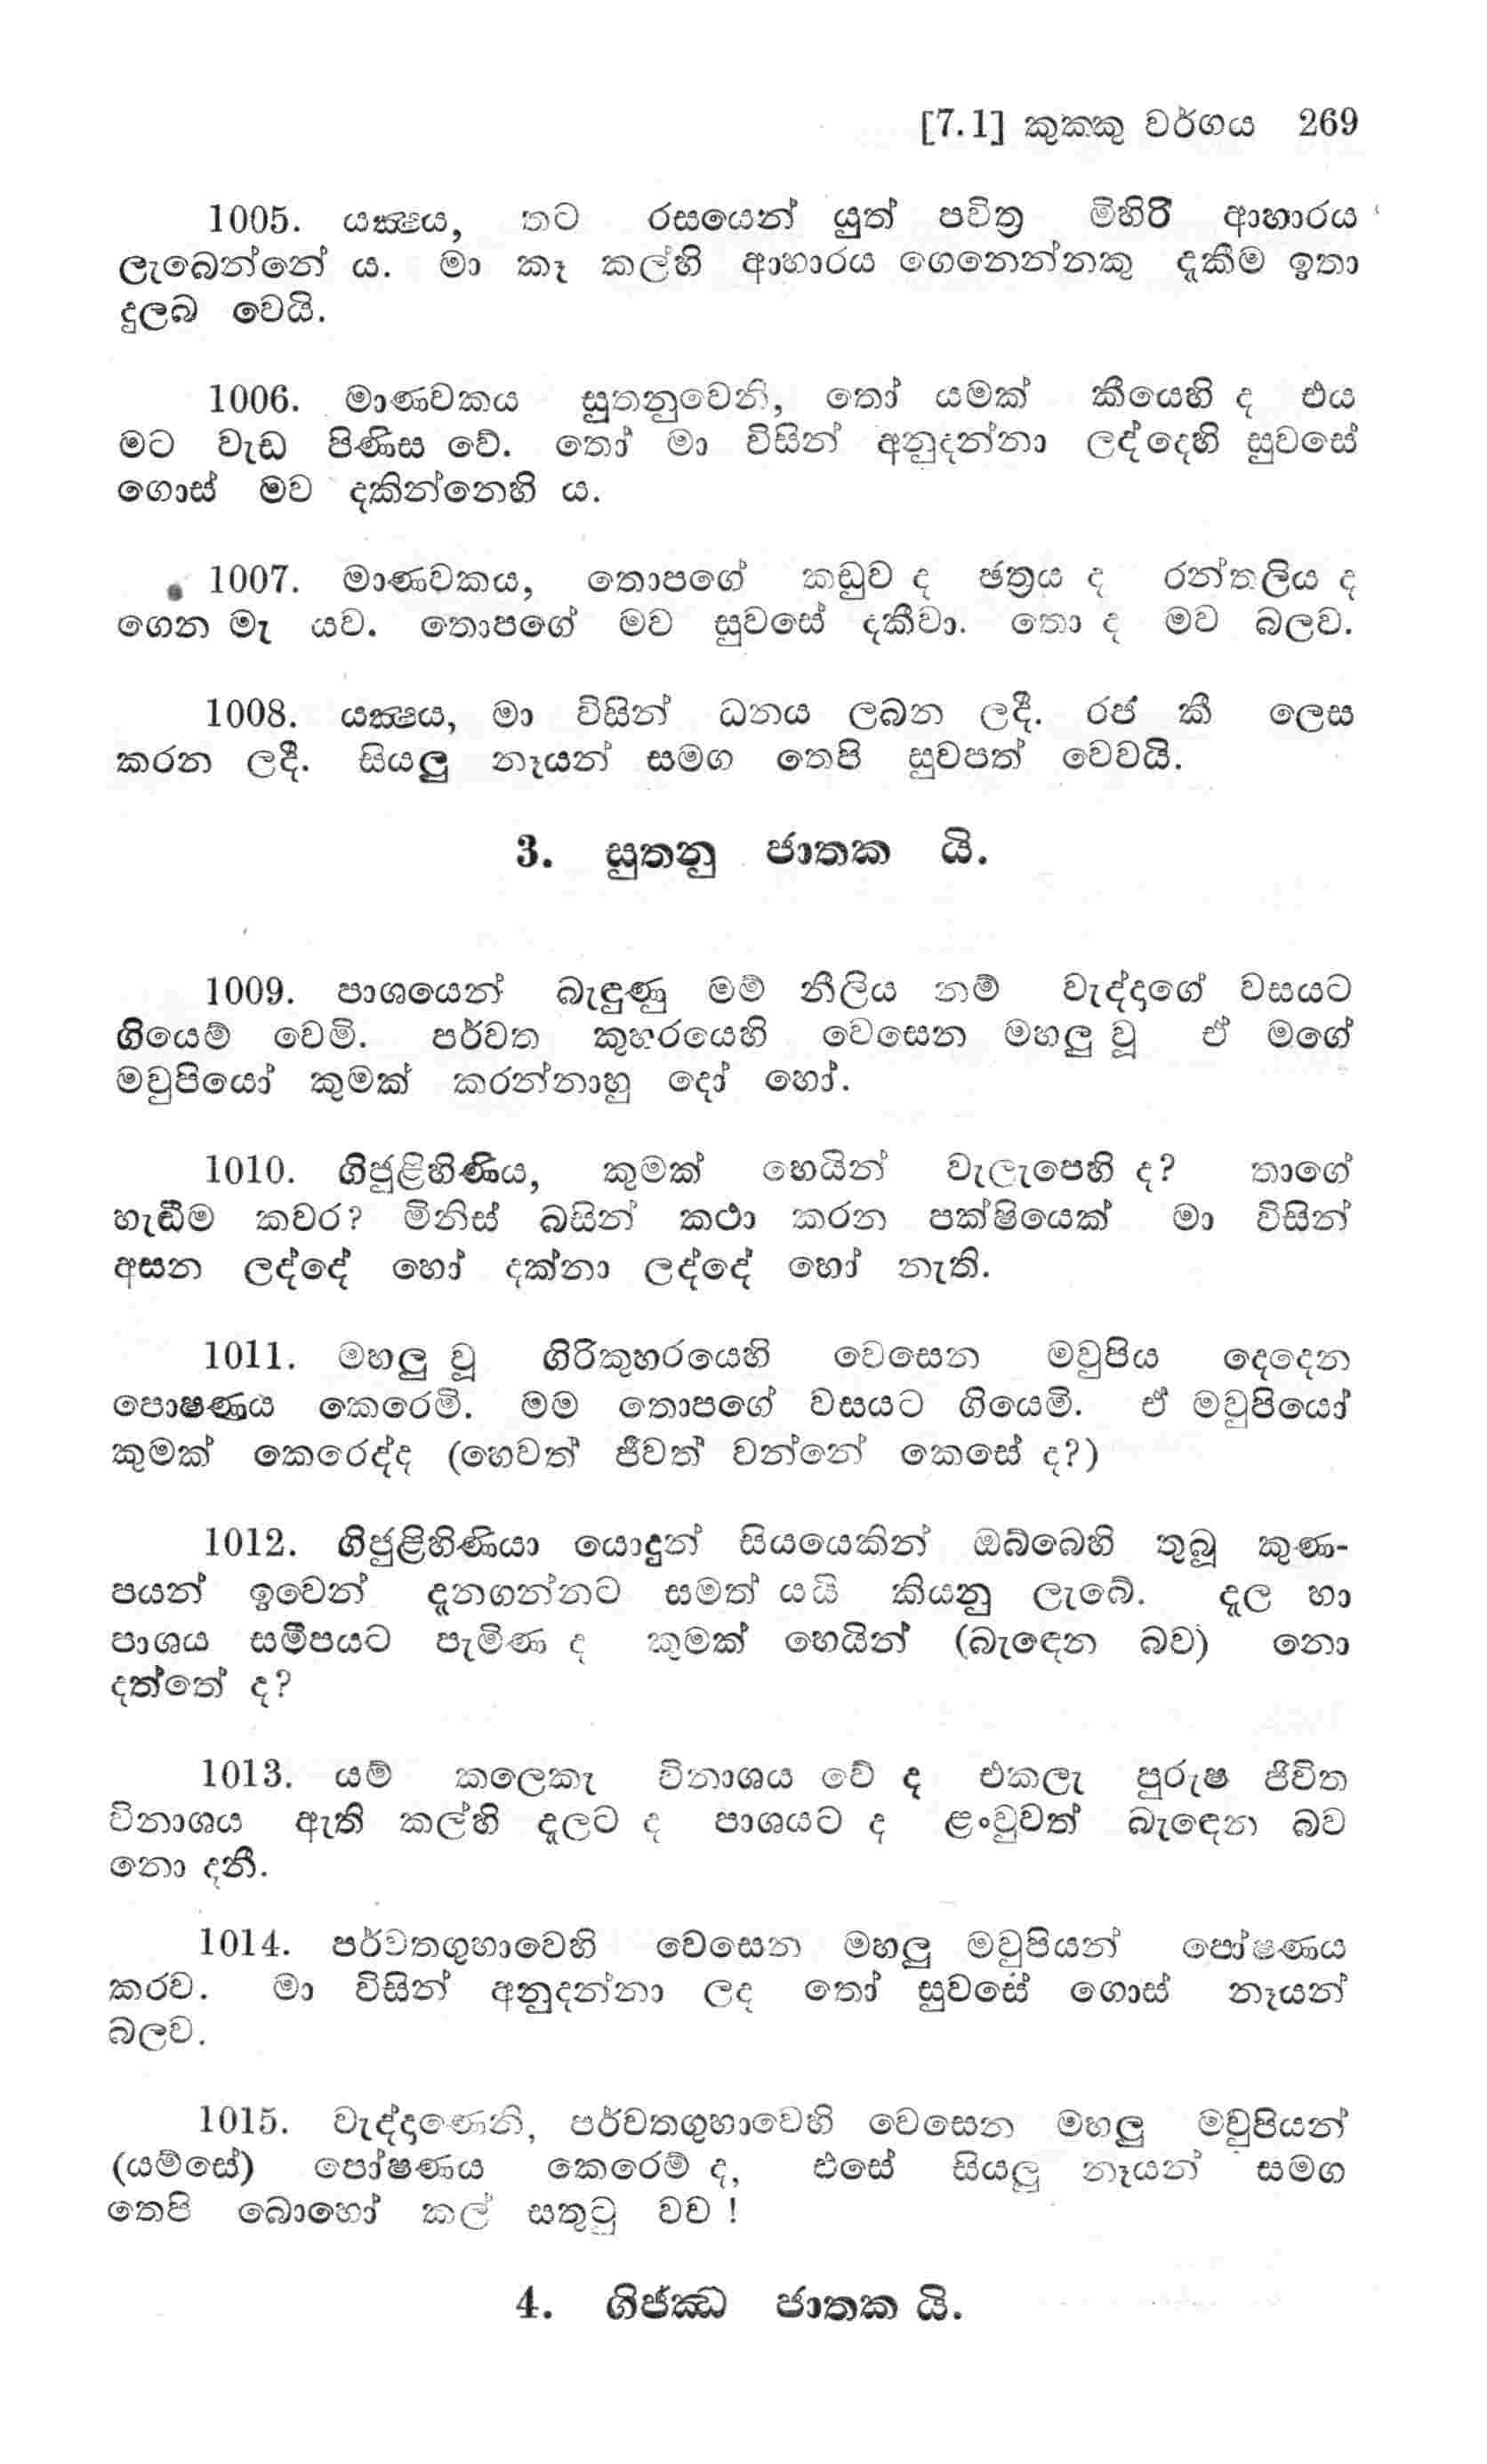 [7.1] කුක්කු වර්ගය 269
1005. යක්‍ෂය, තට රසයෙන් යුත් පවිත්‍ර මිහිරි ආහාරය
ලැබෙන්නේ ය. මා කෑ කල්හි ආහාරය ගෙනෙන්නකු දැකීම ඉතා
දුලබ වෙයි.
1006. මාණවකය සුතනුවෙනි, තෝ යමක් කීයෙහි ද එය
මට වැඩ පිණිස වේ. තෝ මා විසින් අනුදන්නා ලද්දෙහි සුවසේ
ගොස් මව දකින්නෙහි ය.
1007. මාණවකය, තොපගේ කඩුව ද ඡත්‍රය ද රන්තලිය ද
ගෙන මැ යව. තොපගේ මව සුවසේ දකීවා. තො ද මව බලව.
1008. යක්‍ෂය, මා විසින් ධනය ලබන ලදී. රජ කී ලෙස
කරන ලදී. සියලු නෑයන් සමග තෙපි සුවපත් වෙවයි.
3. සුතනු ජාතක යි.
1009. පාශයෙන් බැඳුණු මම් නීලිය නම් වැද්දාගේ වසයට
ගියෙම් වෙමි. පර්වත කුහරයෙහි වෙසෙන මහලු වූ ඒ මගේ
මවුපියෝ කුමක් කරන්නාහු දෝ හෝ.
1010. ගිජුළිහිණිය, කුමක් හෙයින් වැලැපෙහි ද? තාගේ
හැඬීම කවර? මිනිස් බසින් කථා කරන පක්ෂියෙක් මා විසින්
අසන ලද්දේ හෝ දක්නා ලද්දේ හෝ නැති.
1011. මහලු වූ ගිරිකුහරයෙහි වෙසෙන මවුපිය දෙදෙන
පොෂණය කෙරෙමි. මම තොපගේ වසයට ගියෙමි. ඒ මවුපියෝ
කුමක් කෙරෙද්ද (හෙවත් ජීවත් වන්නේ කෙසේ ද?)
1012. ගිජුළිහිණියා යොදුන් සියයෙකින් ඔබ්බෙහි තුබූ කුණ-
පයන් ඉවෙන් දැනගන්නට සමත් යයි කියනු ලැබේ. දැල හා
පාශය සමීපයට පැමිණ ද කුමක් හෙයින් (බැඳෙන බව) නො
දත්තේ ද?
1013. යම් කලෙකැ විනාශය වේ ද එකලැ පුරුෂ ජිවිත
විනාශය ඇති කල්හි දැලට ද පාශයට ද ළංවුවත් බැඳෙන බව
නො දනී.
1014. පර්වතගුහාවෙහි වෙසෙන මහලු මවුපියන් පෝෂණය
කරව. මා විසින් අනුදන්නා ලද තෝ සුවසේ ගොස් නෑයන්
බලව.
1015. වැද්දාණෙනි, පර්වතගුහාවෙහි වෙසෙන මහලු මවුපියන්
(යම්සේ) පෝෂණය කෙරෙම් ද, එසේ සියලු නෑයන් සමග
තෙපි බොහෝ කල් සතුටු වව !
4. ගිජ්ඣ ජාතක යි.